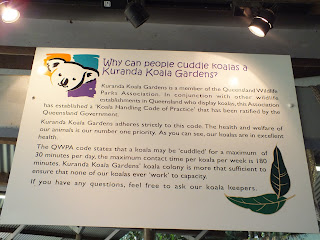 Why can people cuddle koalas a
Kuranda Koala Gardens?
Kuranda Koala Gardens is a member of the Queensland Wildlife
Parks Association. In conjunction with other wildlife
establishments in Queensland who display koalas, this Association
has established a 'Koala Handling Code of Practice' that has been ratified by the
Queensland Government.
Kuranda Koala Gardens adheres strictly to this code. The health and welfare of
our animals is our number one priority. As you can see, our koalas are in excellent
health.
The QWPA code states that a koala may be 'cuddled' for a maximum of
30 minutes per day, the maximum contact time per koala per week is 180
minutes. Kuranda Koala Gardens' koala colony is more that sufficient to
ensure that none of our koalas ever 'work' to capacity.
If you have any questions, feel free to ask our koala keepers.